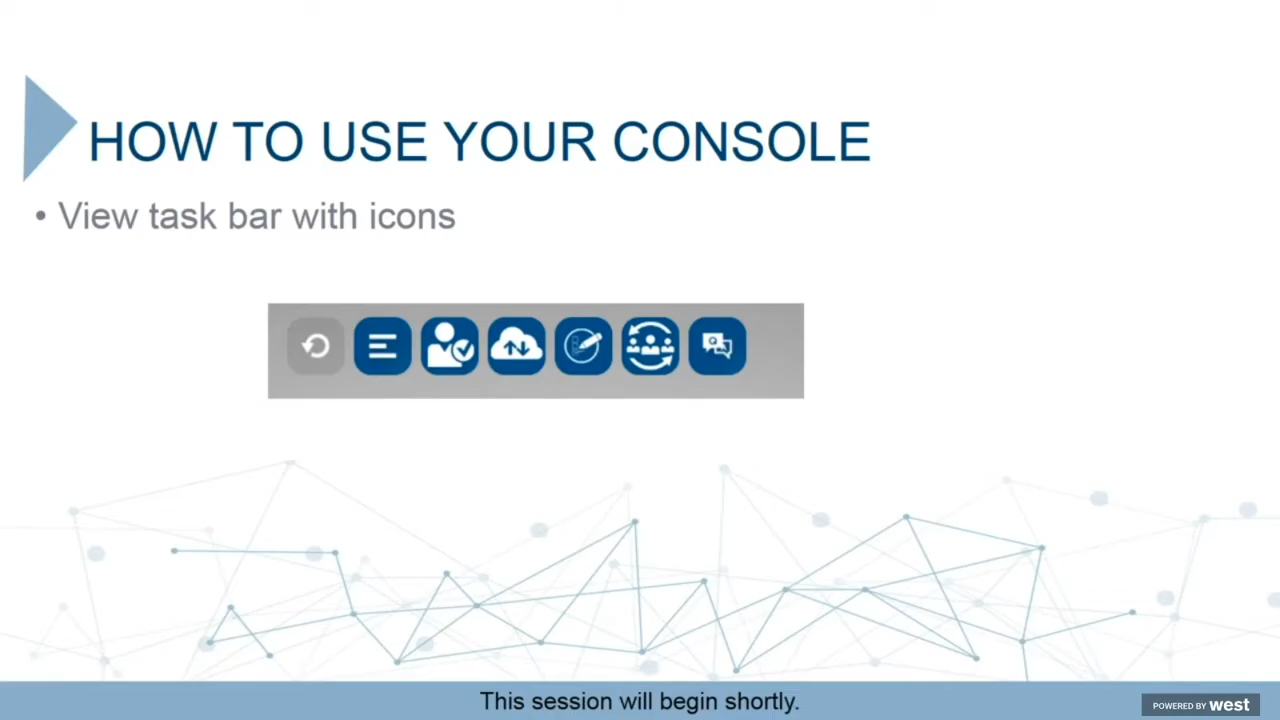 HOW TO USE YOUR CONSOLE
• View task bar with icons
This session will begin shortly.
POWERED BY west